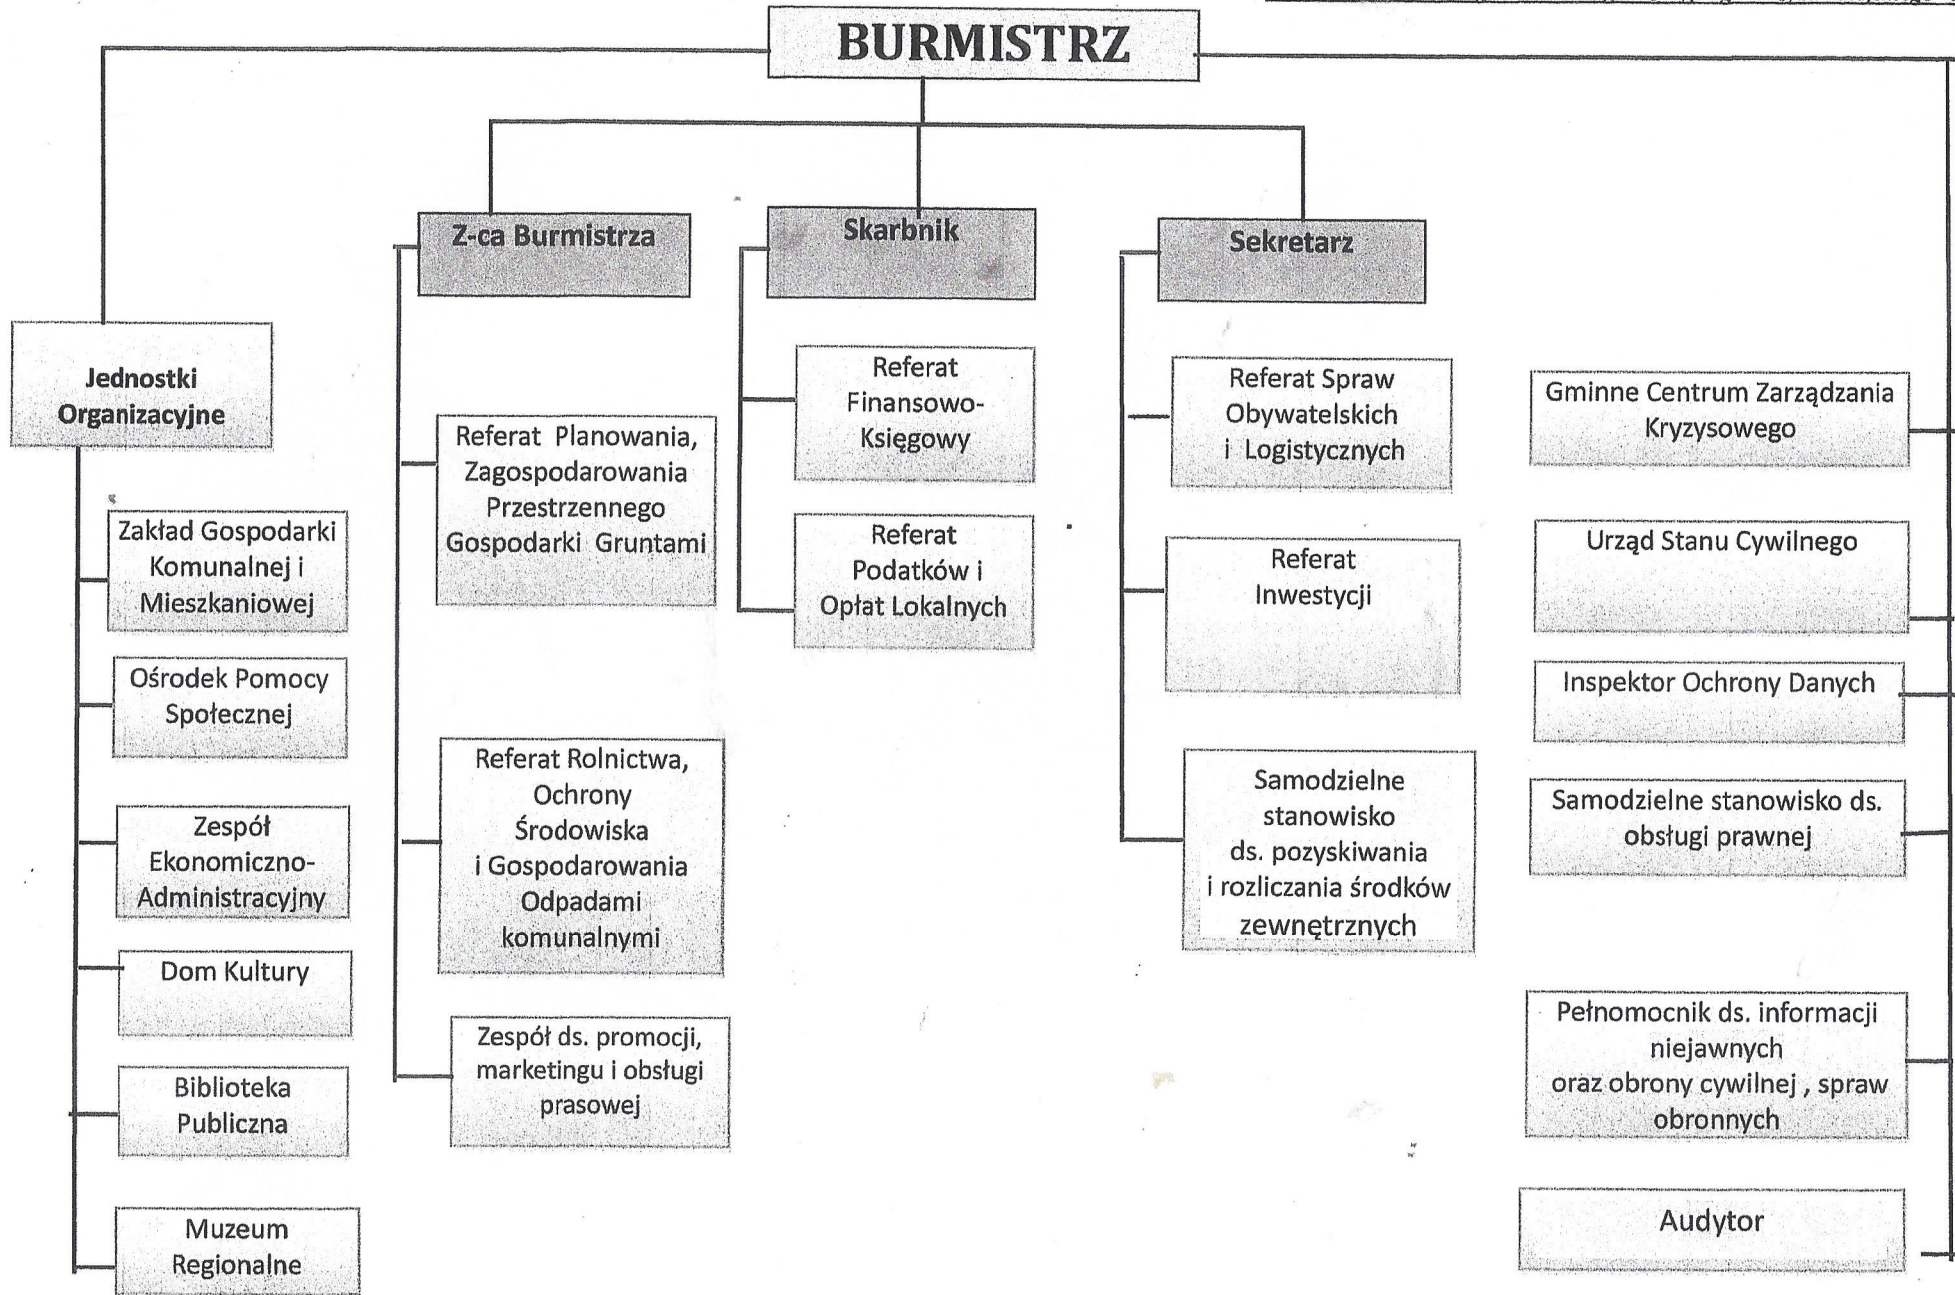 BURMISTRZ
Z-ca Burmistrza
Skarbnik
Sekretarz
Jednostki
Organizacyjne
Zakład Gospodarki
Komunalnej i
Mieszkaniowej
Ośrodek Pomocy
Społecznej
Zespół
Ekonomiczno-
Administracyjny
Dom Kultury
Biblioteka
Publiczna
Muzeum
Regionalne
Referat Planowania,
Zagospodarowania
Przestrzennego
Gospodarki Gruntami
Referat Rolnictwa,
Ochrony
Środowiska
i Gospodarowania
Odpadami
komunalnymi
Zespół ds. promocji,
marketingu i obsługi
prasowej
Referat
Finansowo-
Księgowy
Referat
Podatków i
Opłat Lokalnych
Referat Spraw
Obywatelskich
i Logistycznych
Referat
Inwestycji
Samodzielne
stanowisko
ds. pozyskiwania
i rozliczania środków
zewnętrznych
Gminne Centrum Zarządzania
Kryzysowego
Urząd Stanu Cywilnego
Inspektor Ochrony Danych
Samodzielne stanowisko ds.
obsługi prawnej
Pełnomocnik ds. informacji
niejawnych
oraz obrony cywilnej , spraw
obronnych
Audytor